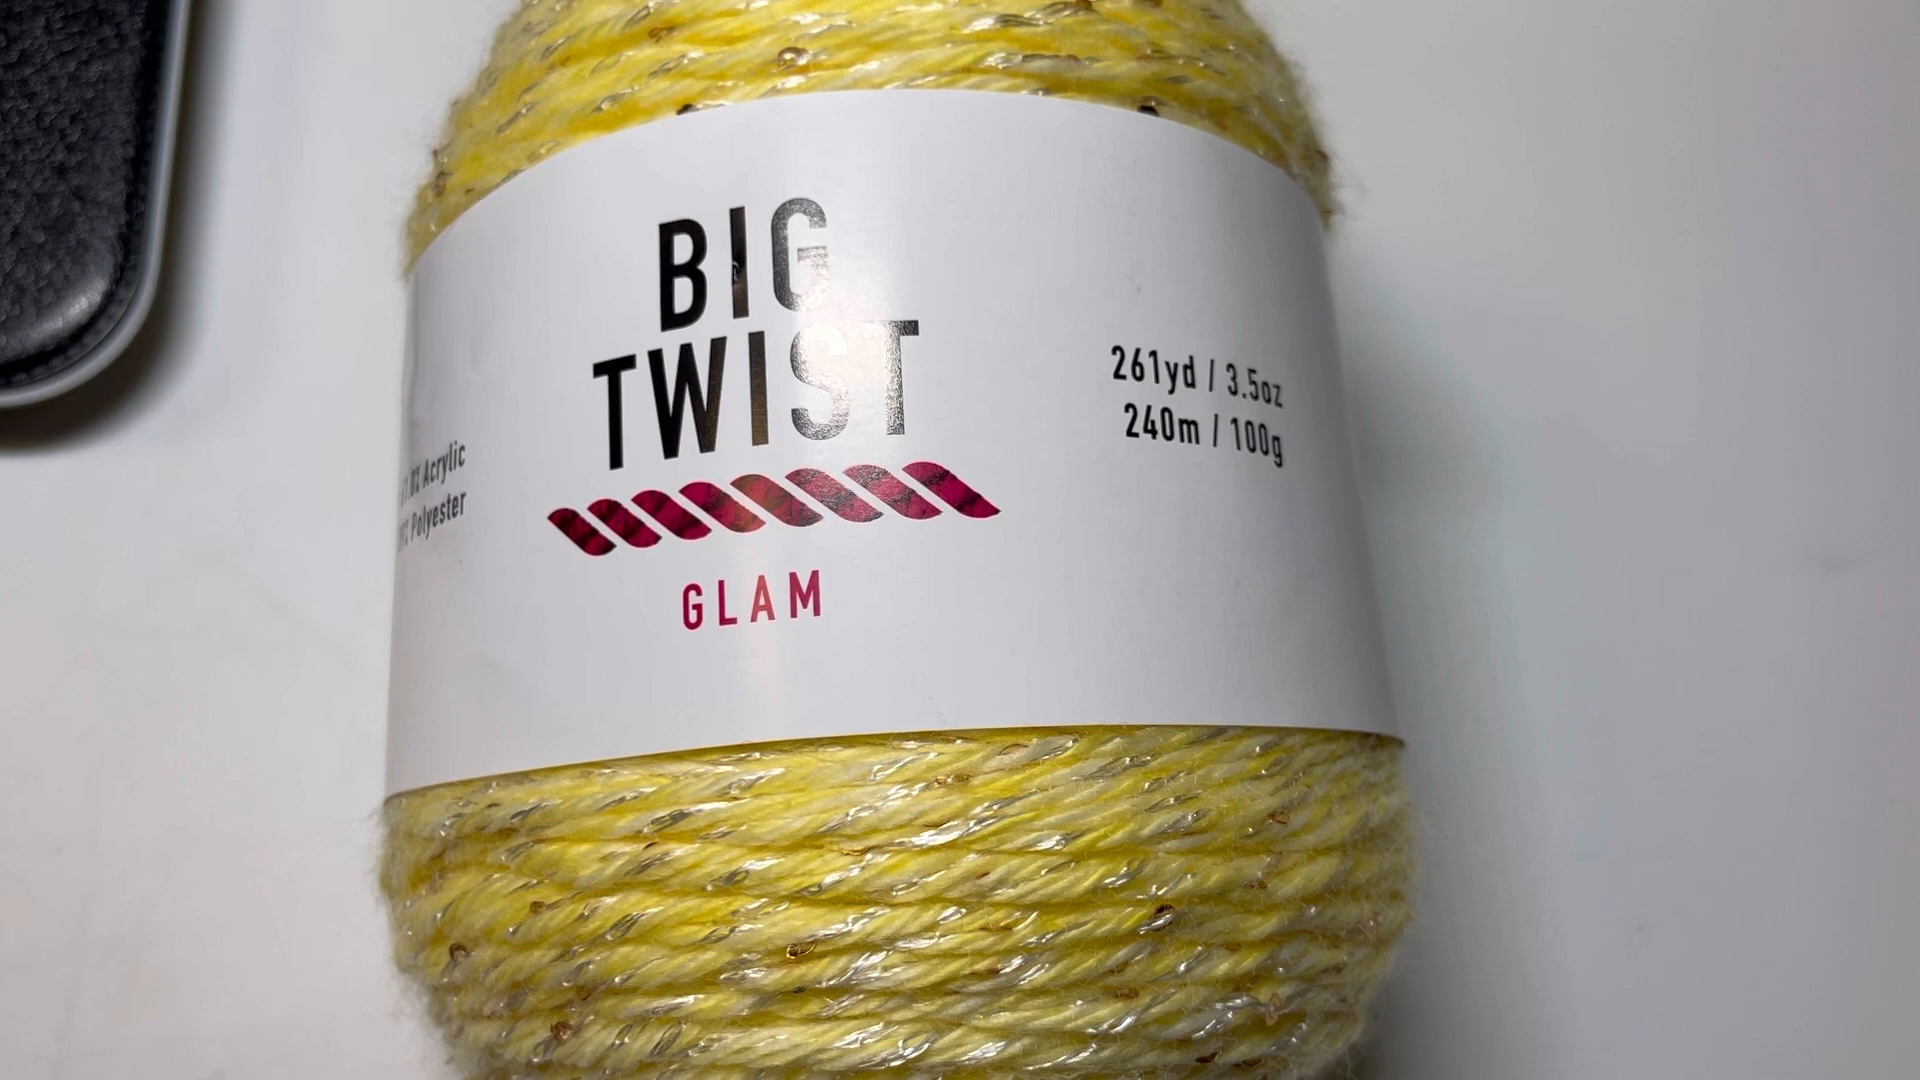 BIG
TWIST
GLAM
261yd / 3.5oz
240m / 100g
Acrylic
Polyester